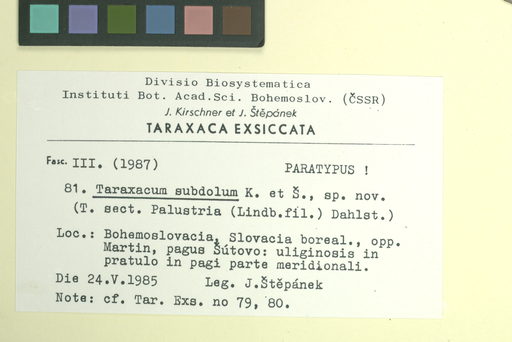 Divisio Biosystematica
Instituti Bot. Acad.Sci. Bohemoslov. (ČSSR)
J. Kirschner et J. Štěpánek
TARAXACA EXSICCATA
Fasc. III. (1987) PARATYPUS !
81. Taraxacum subdolum K. et Š., sp. nov.
(T. sect. Palustria (Lindb.fil.) Dahlst.)
Loc.: Bohemoslovacia, Slovacia boreal., opp.
Martin, pagus Šútovo: uliginosis in
pratulo in pagi parte meridionali.
Die 24.V.1985 Leg. J.Štěpánek
Note: cf. Tar. Exs. no 79, 80.